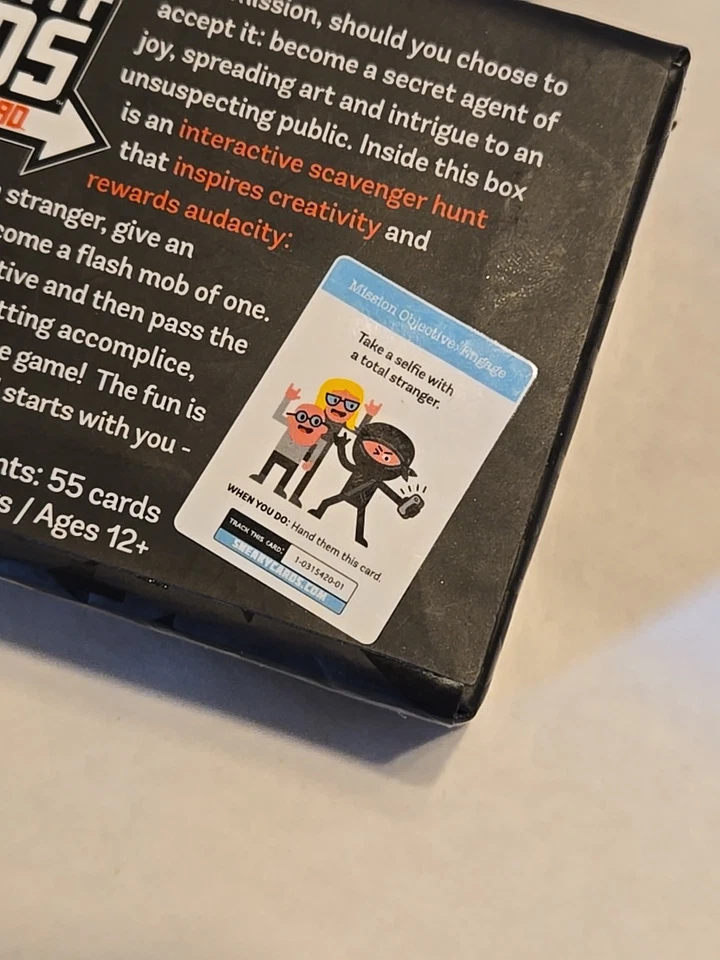 mission, should you choose to
accept it: become a secret agent of
joy, spreading art and intrigue to an
unsuspecting public. Inside this box
is an interactive scavenger hunt
that inspires creativity and
rewards audacity:
stranger, give an
come a flash mob of one.
tive and then pass the
tting accomplice,
e game! The fun is
starts with you -
nts: 55 cards
s / Ages 12+
Mission Objective: Engage
Take a selfie with
a total stranger.
WHEN YOU DO: Hand them this card.
TRACK THIS CARD: 1-0315420-01
SNEAKYCARDS.COM